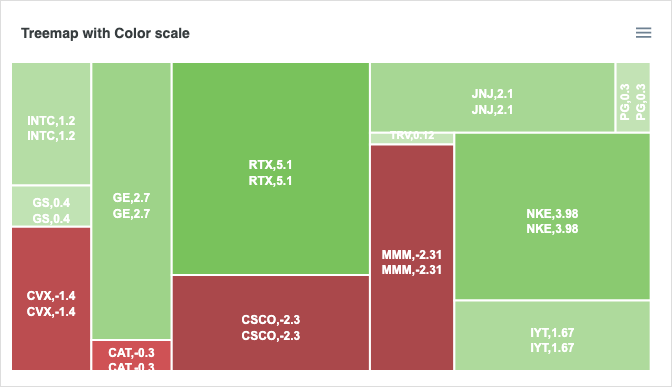 Treemap with Color scale
INTC,1.2
INTC,1.2
GS,0.4
GS,0.4
CVX,-1.4
CVX,-1.4
GE,2.7
GE,2.7
CAT,-0.3
CAT,-0.3
RTX,5.1
RTX,5.1
CSCO,-2.3
CSCO,-2.3
JNJ,2.1
JNJ,2.1
PG,0.3
PG,0.3
TRV,0.12
MMM,-2.31
MMM,-2.31
NKE,3.98
NKE,3.98
IYT,1.67
IYT,1.67